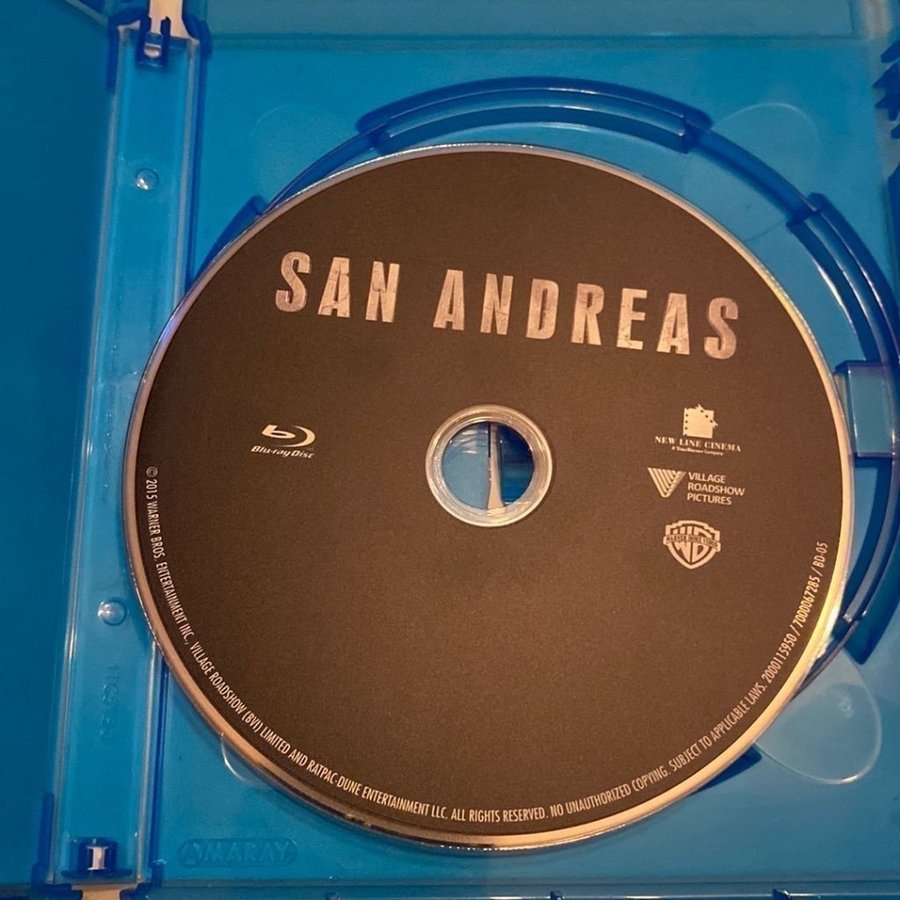 SAN ANDREAS
Blu-ray Disc
NEW LINE CINEMA
A TimeWarner Company
VILLAGE
ROADSHOW
PICTURES
WB
© 2015 WARNER BROS. ENTERTAINMENT INC., VILLAGE ROADSHOW (BVI) LIMITED AND RATPAC-DUNE ENTERTAINMENT LLC. ALL RIGHTS RESERVED. NO UNAUTHORIZED COPYING. SUBJECT TO APPLICABLE LAWS. 2000115950 / 7000067285 / BD-05
AMARAY